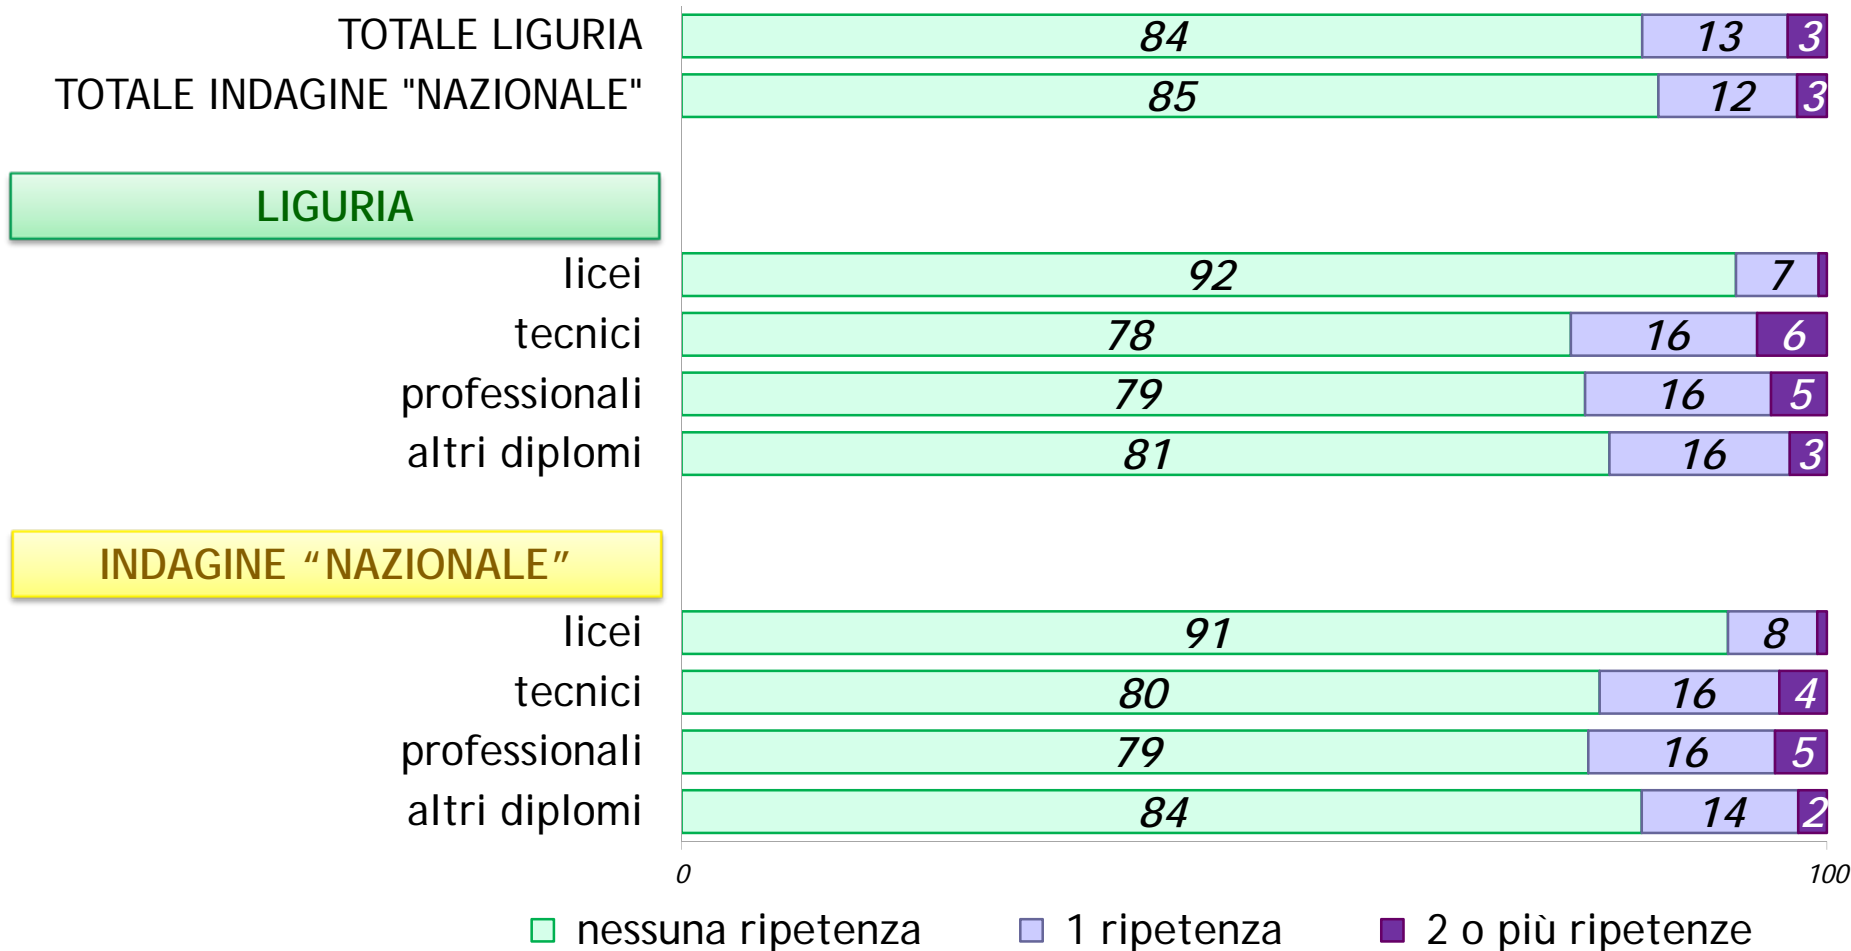 TOTALE LIGURIA 84 13 3
TOTALE INDAGINE "NAZIONALE" 85 12 3
LIGURIA
licei 92 7
tecnici 78 16 6
professionali 79 16 5
altri diplomi 81 16 3
INDAGINE “NAZIONALE”
licei 91 8
tecnici 80 16 4
professionali 79 16 5
altri diplomi 84 14 2
0 100
nessuna ripetenza 1 ripetenza 2 o più ripetenze